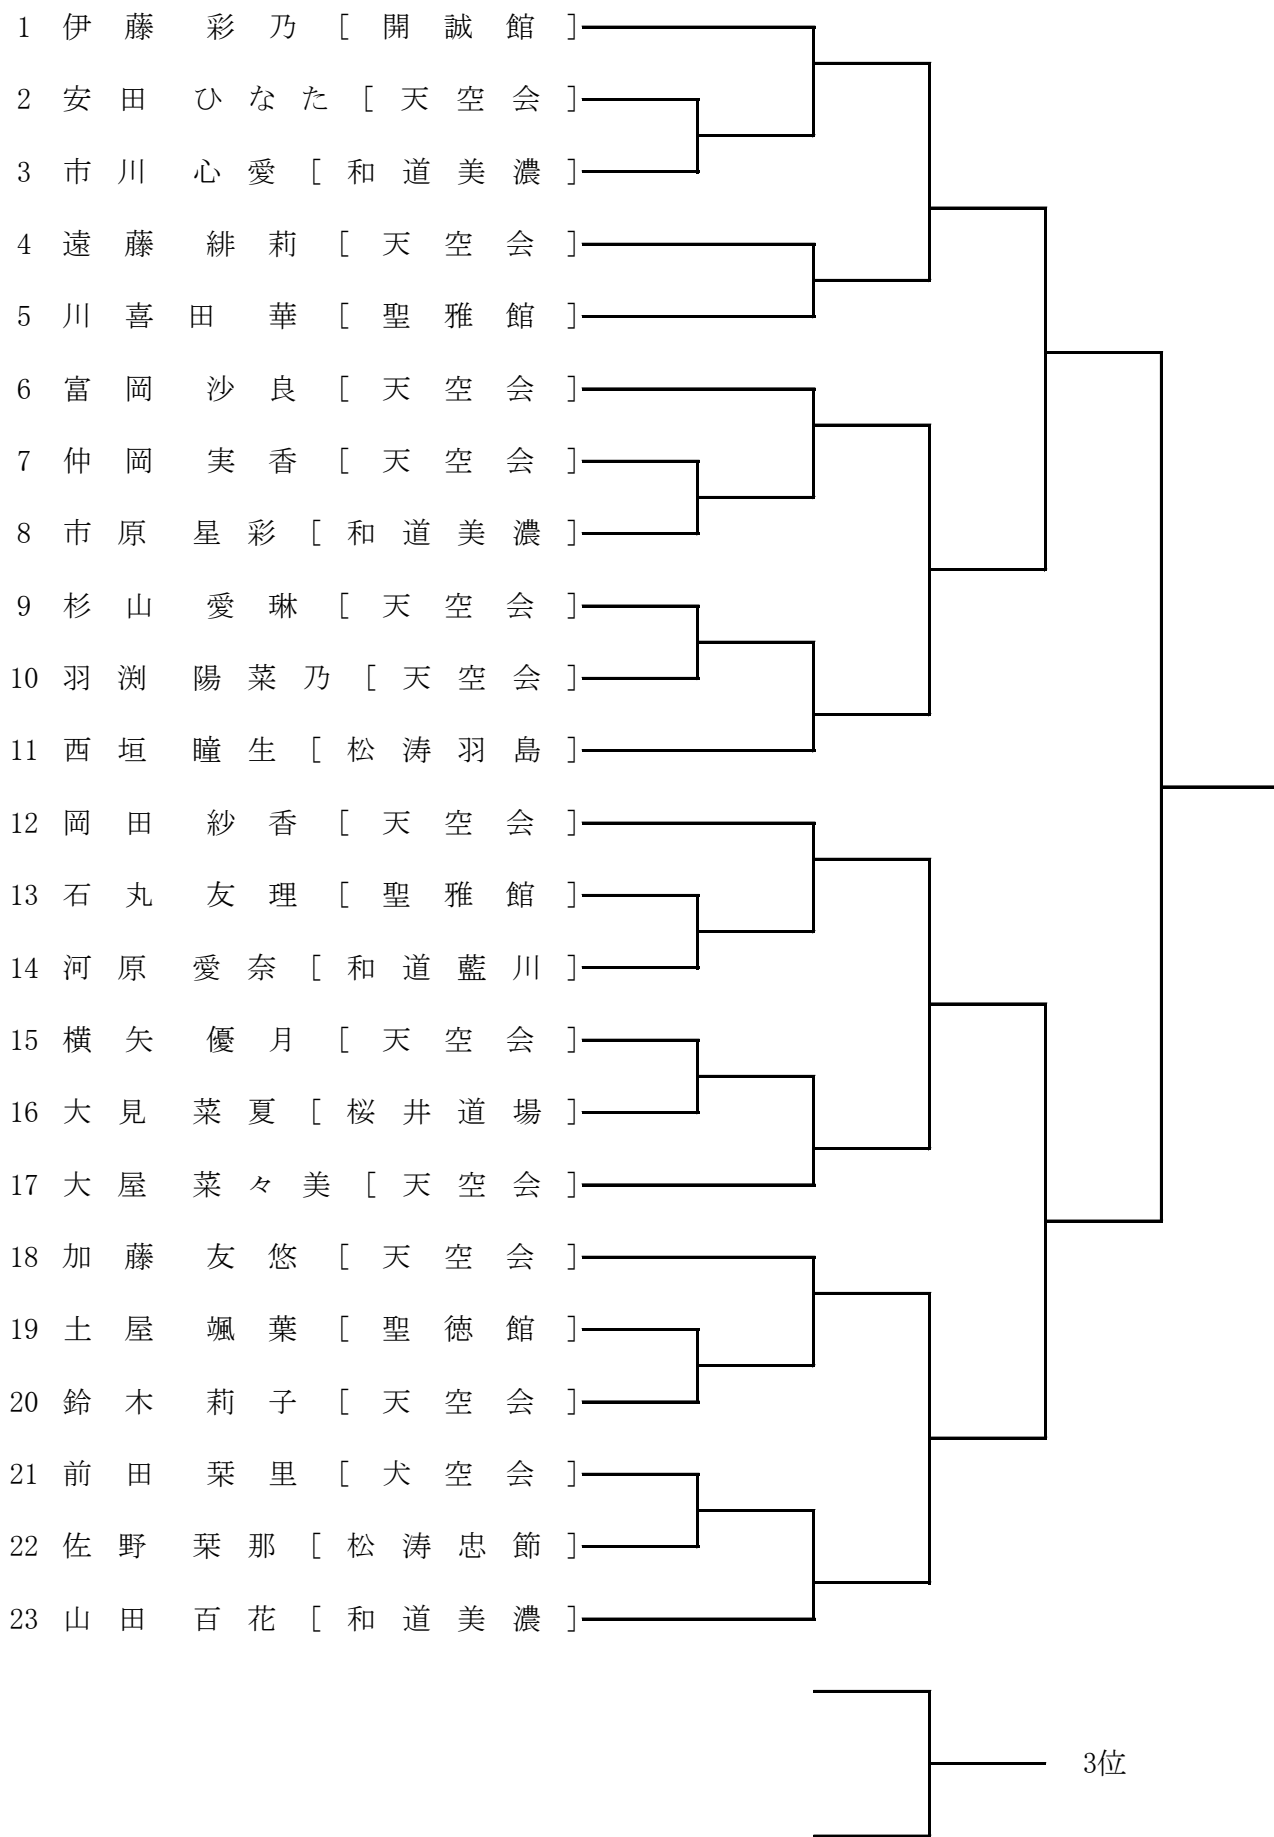 1 伊藤 彩乃 [ 開誠館 ]
2 安田 ひなた [ 天空会 ]
3 市川 心愛 [ 和道美濃 ]
4 遠藤 緋莉 [ 天空会 ]
5 川喜田 華 [ 聖雅館 ]
6 富岡 沙良 [ 天空会 ]
7 仲岡 実香 [ 天空会 ]
8 市原 星彩 [ 和道美濃 ]
9 杉山 愛琳 [ 天空会 ]
10 羽渕 陽菜乃 [ 天空会 ]
11 西垣 瞳生 [ 松涛羽島 ]
12 岡田 紗香 [ 天空会 ]
13 石丸 友理 [ 聖雅館 ]
14 河原 愛奈 [ 和道藍川 ]
15 横矢 優月 [ 天空会 ]
16 大見 菜夏 [ 桜井道場 ]
17 大屋 菜々美 [ 天空会 ]
18 加藤 友悠 [ 天空会 ]
19 土屋 颯葉 [ 聖徳館 ]
20 鈴木 莉子 [ 天空会 ]
21 前田 栞里 [ 犬空会 ]
22 佐野 栞那 [ 松涛忠節 ]
23 山田 百花 [ 和道美濃 ]
3位